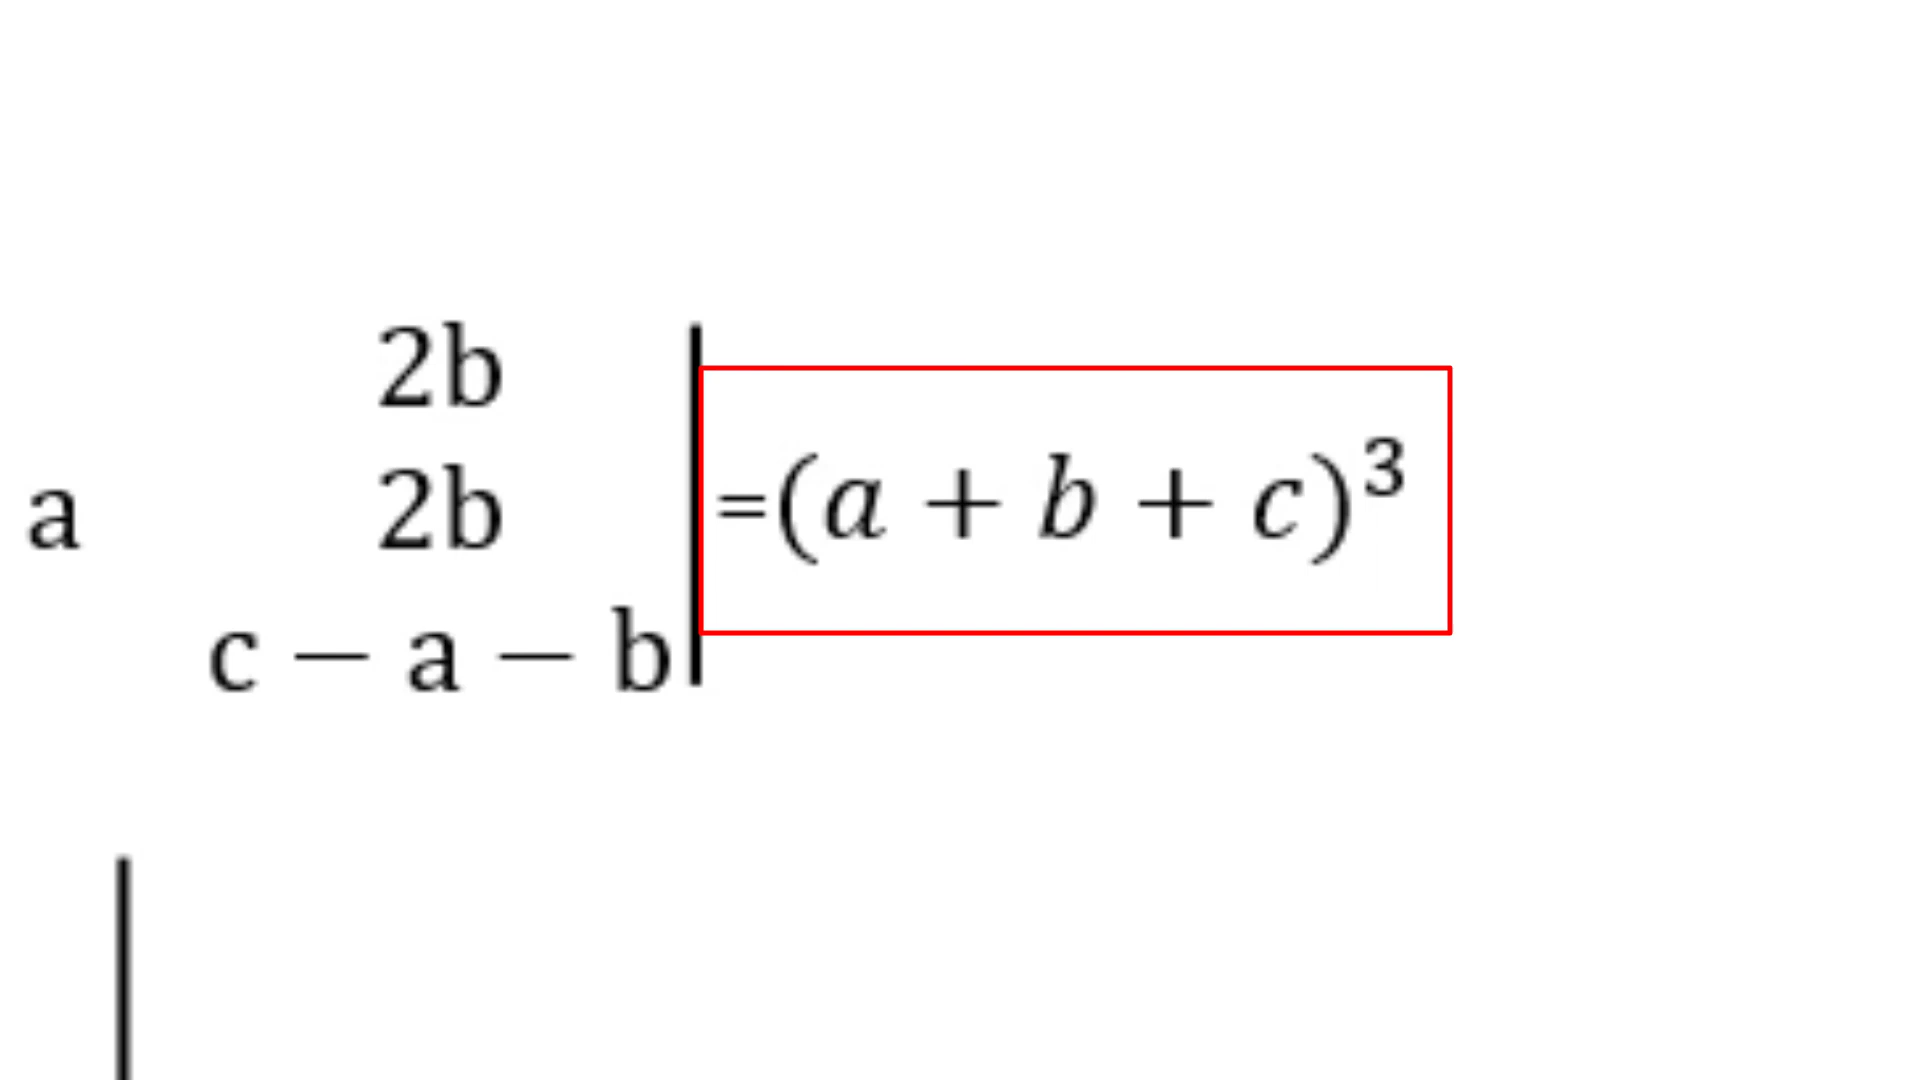 2b
a 2b =(a + b + c)³
c − a − b